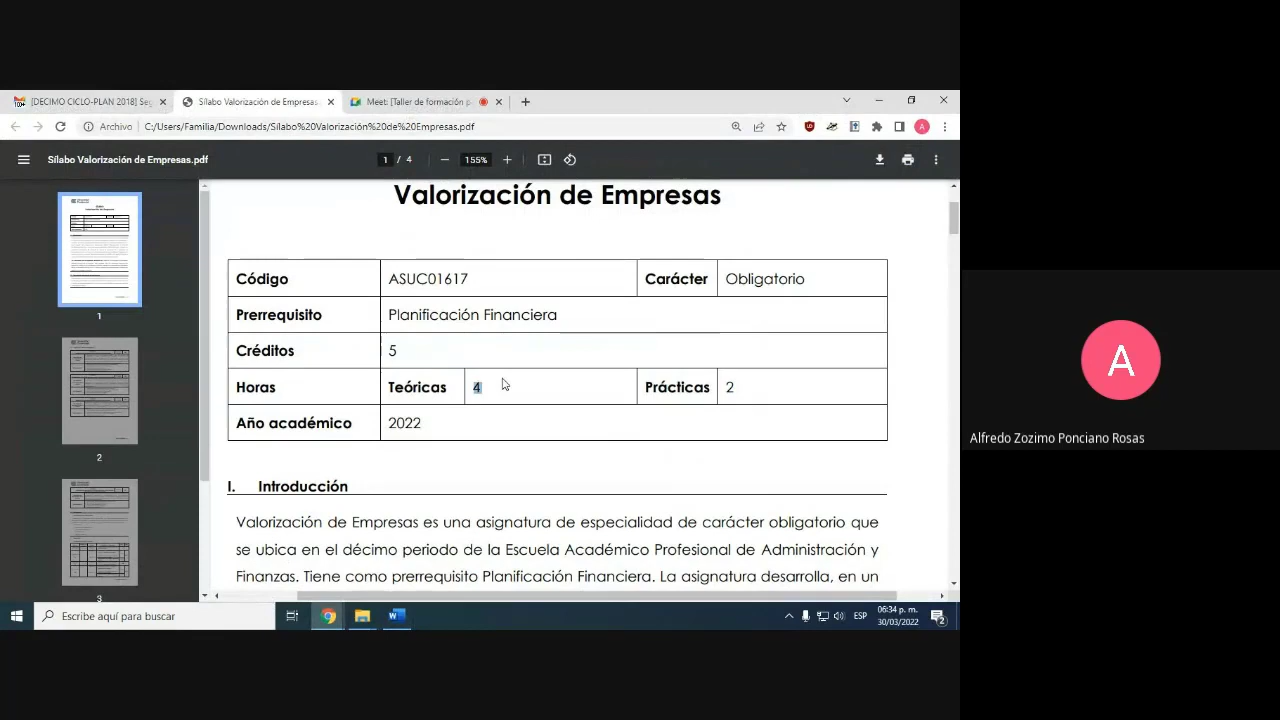 [DECIMO CICLO-PLAN 2018] Seg
Sílabo Valorización de Empresas
Meet: [Taller de formación p
Archivo
C:/Users/Familia/Downloads/Sílabo%20Valorización%20de%20Empresas.pdf
A
Sílabo Valorización de Empresas.pdf
1 / 4
155%
Valorización de Empresas
Código ASUC01617 Carácter Obligatorio
Prerrequisito Planificación Financiera
Créditos 5
Horas Teóricas 4 Prácticas 2
Año académico 2022
I. Introducción
Valorización de Empresas es una asignatura de especialidad de carácter obligatorio que
se ubica en el décimo periodo de la Escuela Académico Profesional de Administración y
Finanzas. Tiene como prerrequisito Planificación Financiera. La asignatura desarrolla, en un
1
2
3
Escribe aquí para buscar
ESP
06:34 p. m.
30/03/2022
2
A
Alfredo Zozimo Ponciano Rosas